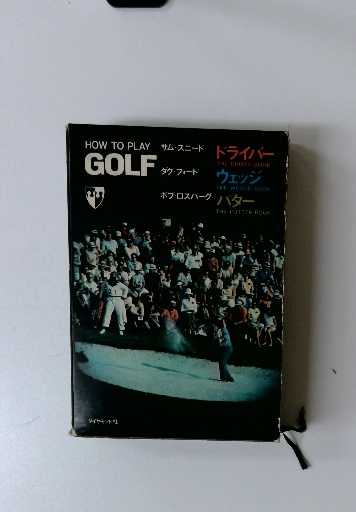 HOW TO PLAY
GOLF
サム・スニード
ドライバー
THE DRIVER BOOK
ダク・フォード
ウェッジ
THE WEDGE BOOK
ボブ・ロスバーグ
パター
THE PUTTER BOOK
ダイヤモンド社